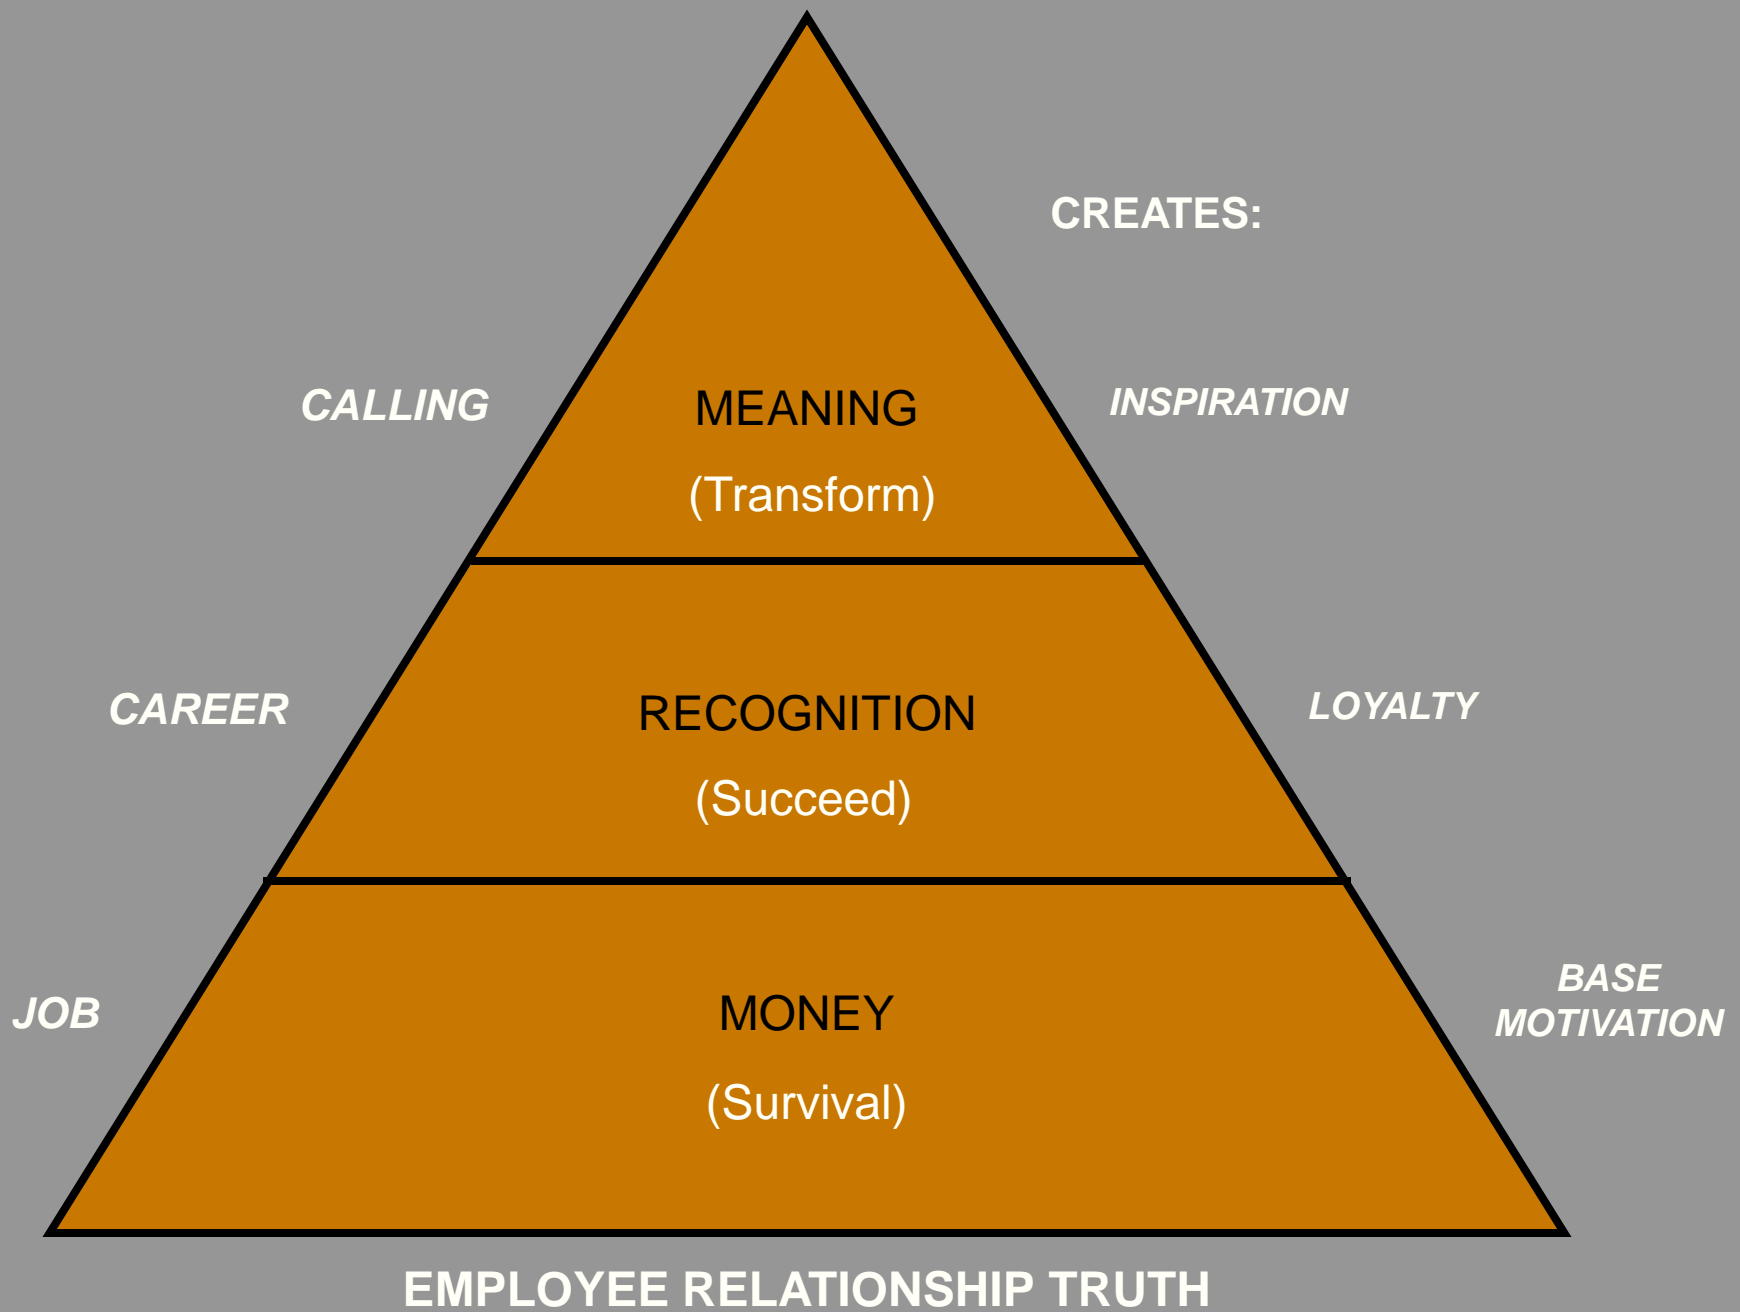 CREATES:
CALLING
MEANING
INSPIRATION
(Transform)
CAREER
RECOGNITION
LOYALTY
(Succeed)
JOB
MONEY
BASE
MOTIVATION
(Survival)
EMPLOYEE RELATIONSHIP TRUTH